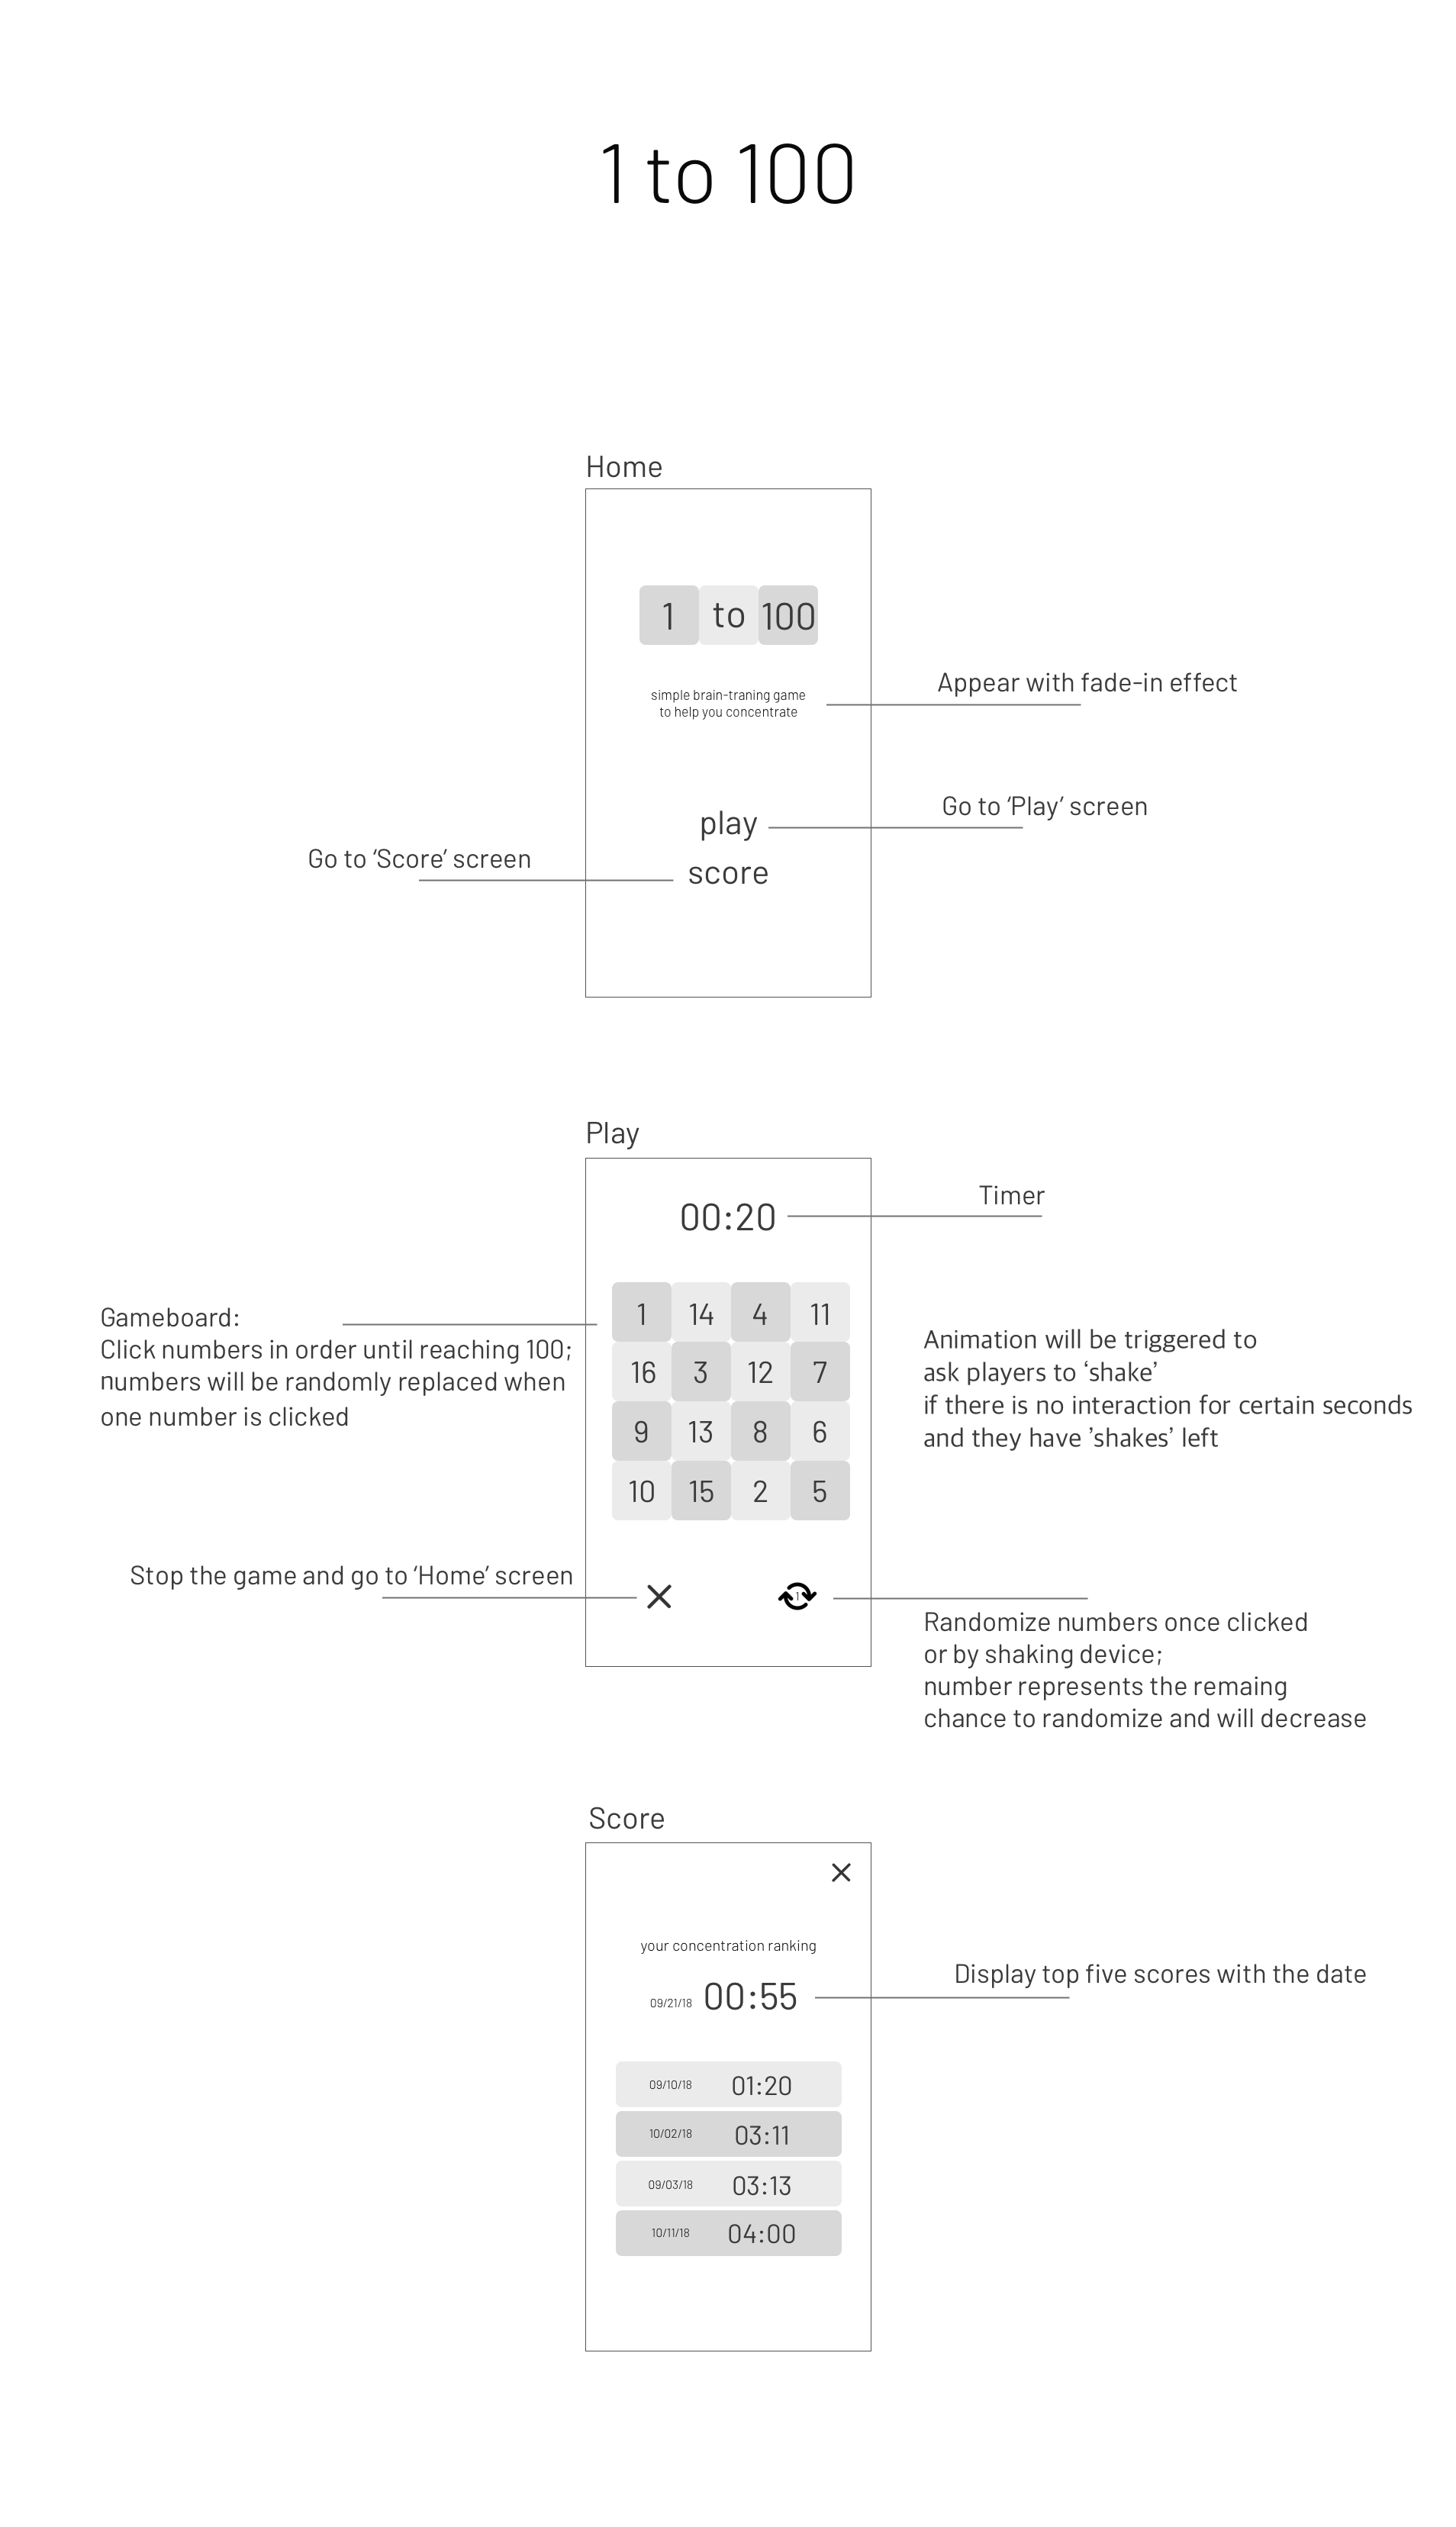 1 to 100
Home
1 to 100
simple brain-traning game
to help you concentrate
Appear with fade-in effect
play
Go to ‘Play’ screen
Go to ‘Score’ screen
score
Play
00:20
Timer
Gameboard:
Click numbers in order until reaching 100;
numbers will be randomly replaced when
one number is clicked
1 14 4 11
16 3 12 7
9 13 8 6
10 15 2 5
Animation will be triggered to
ask players to ‘shake’
if there is no interaction for certain seconds
and they have ’shakes’ left
Stop the game and go to ‘Home’ screen
1
Randomize numbers once clicked
or by shaking device;
number represents the remaing
chance to randomize and will decrease
Score
your concentration ranking
09/21/18 00:55
Display top five scores with the date
09/10/18 01:20
10/02/18 03:11
09/03/18 03:13
10/11/18 04:00